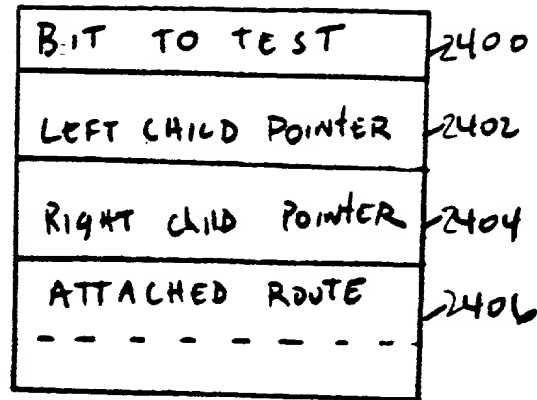 BIT TO TEST 2400
LEFT CHILD POINTER 2402
RIGHT CHILD POINTER 2404
ATTACHED ROUTE 2406